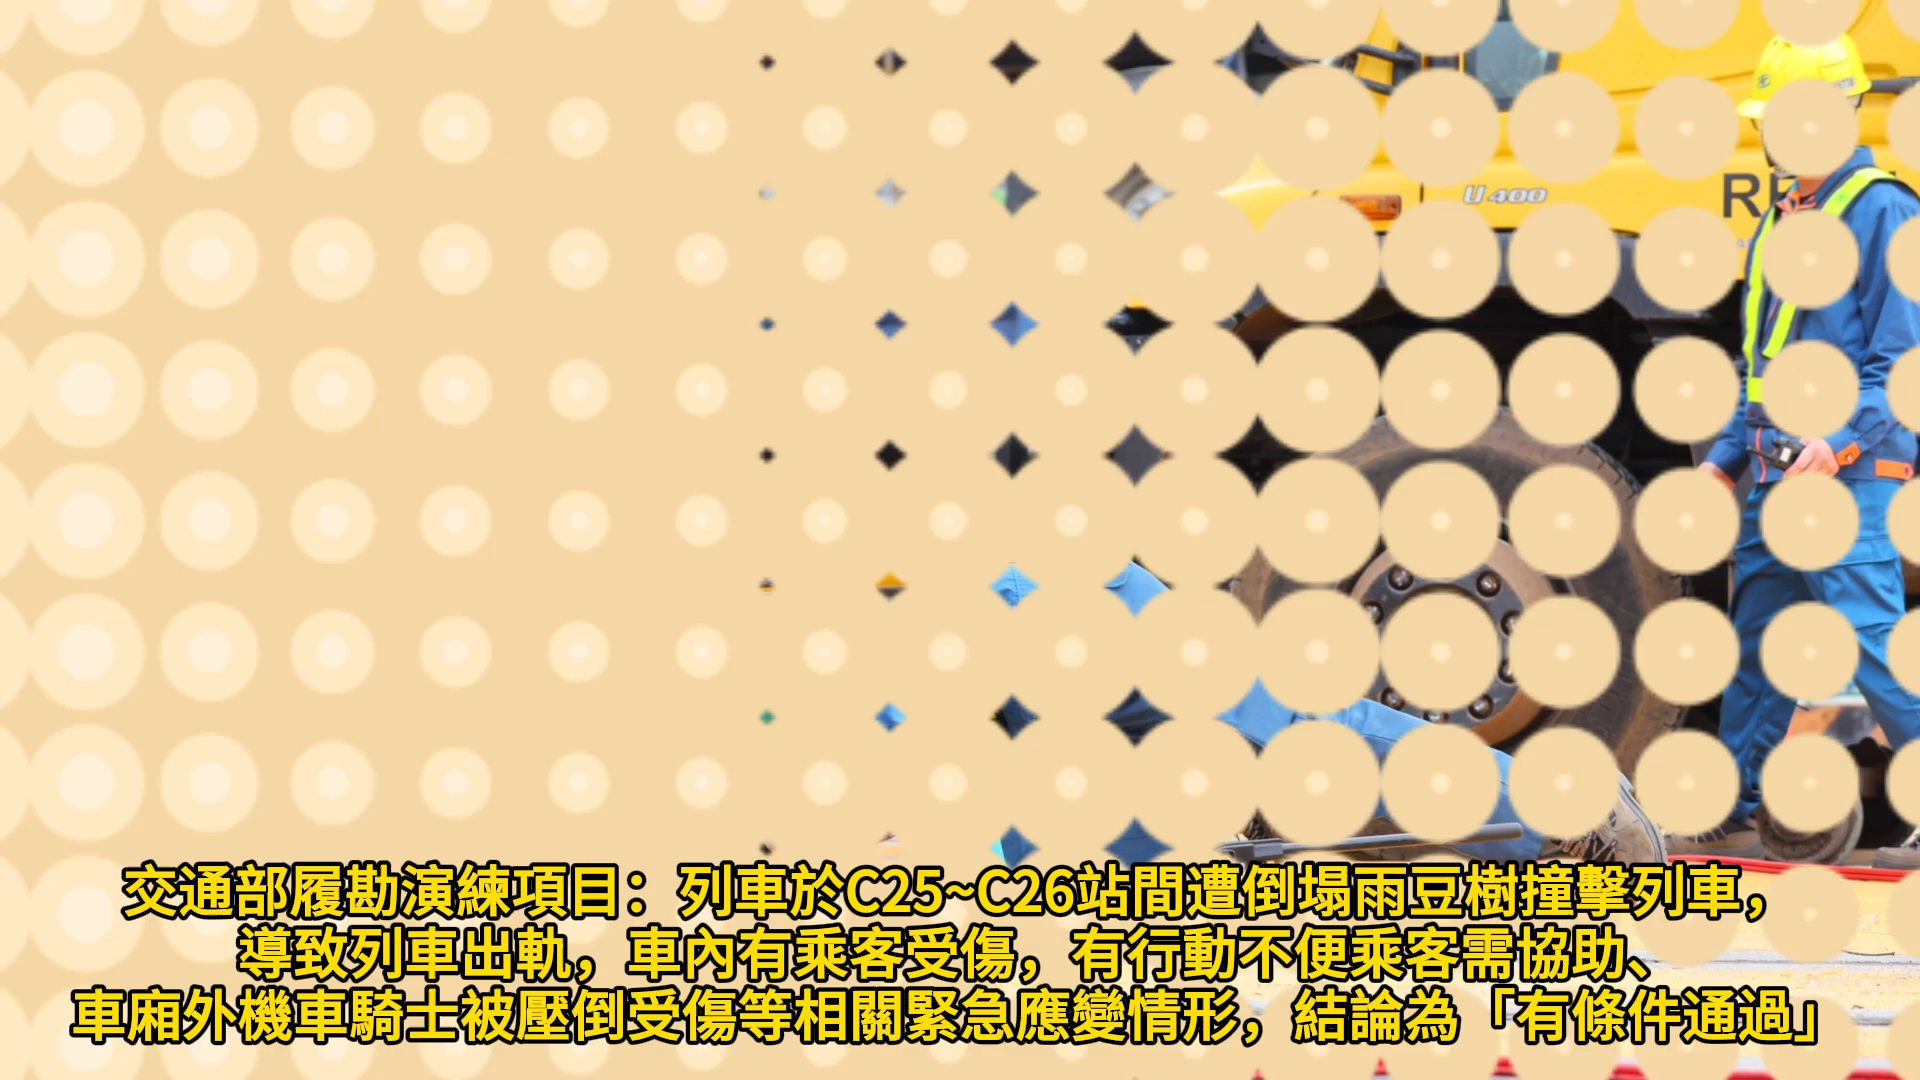 U 400
交通部履勘演練項目：列車於C25~C26站間遭倒塌雨豆樹撞擊列車，
導致列車出軌，車內有乘客受傷，有行動不便乘客需協助、
車廂外機車騎士被壓倒受傷等相關緊急應變情形，結論為「有條件通過」